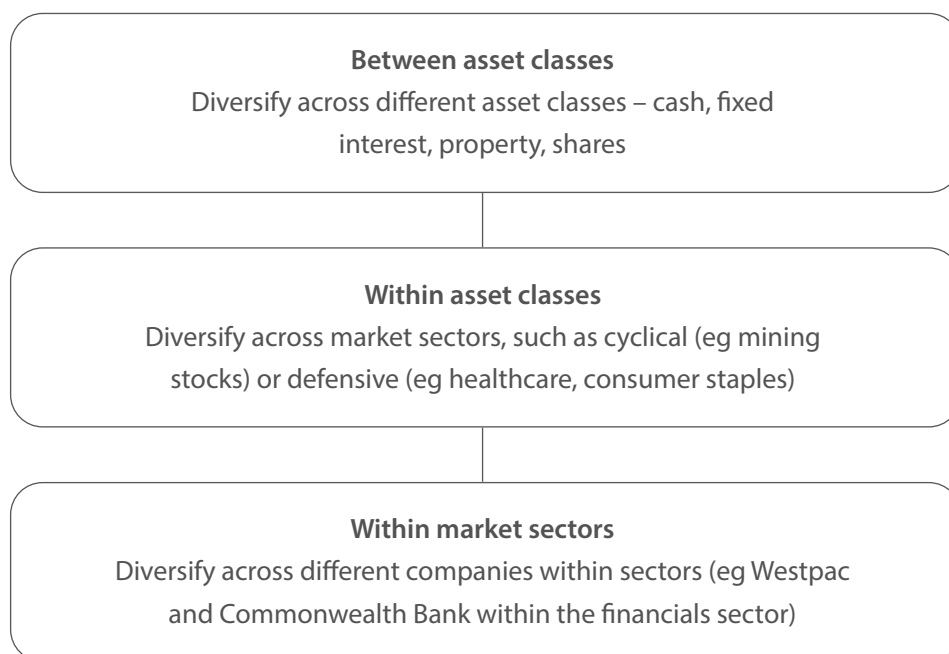 Between asset classes
Diversify across different asset classes – cash, fixed
interest, property, shares
Within asset classes
Diversify across market sectors, such as cyclical (eg mining
stocks) or defensive (eg healthcare, consumer staples)
Within market sectors
Diversify across different companies within sectors (eg Westpac
and Commonwealth Bank within the financials sector)